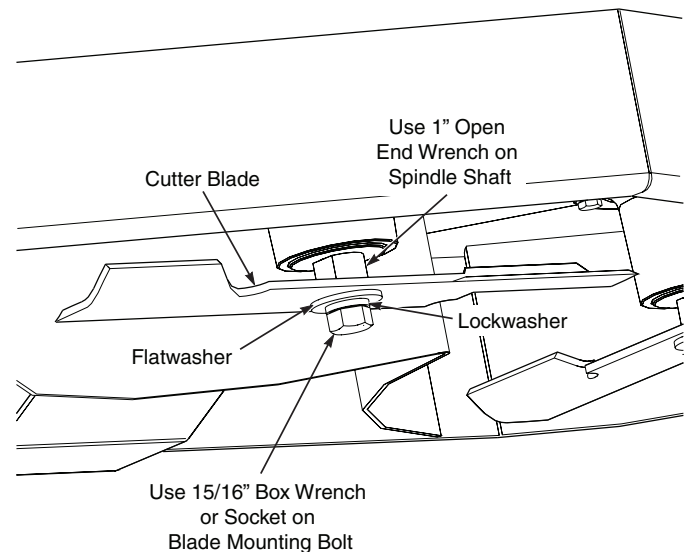 Use 1” Open
End Wrench on
Spindle Shaft
Cutter Blade
Lockwasher
Flatwasher
Use 15/16” Box Wrench
or Socket on
Blade Mounting Bolt